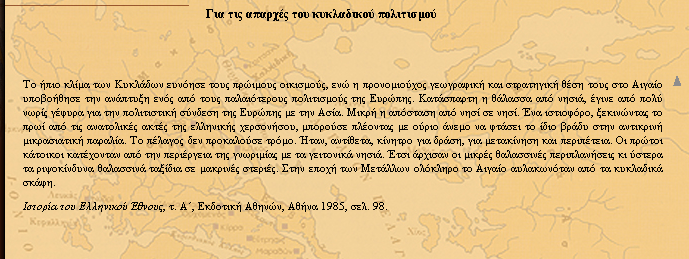 Για τις απαρχές του κυκλαδικού πολιτισμού
Το ήπιο κλίμα των Κυκλάδων ευνόησε τους πρώιμους οικισμούς, ενώ η προνομιούχος γεωγραφική και στρατηγική θέση τους στο Αιγαίο
υποβοήθησε την ανάπτυξη ενός από τους παλαιότερους πολιτισμούς της Ευρώπης. Κατάσπαρτη η θάλασσα από νησιά, έγινε από πολύ
νωρίς γέφυρα για την πολιτιστική σύνδεση της Ευρώπης με την Ασία. Μικρή η απόσταση από νησί σε νησί. Ένα ιστιοφόρο, ξεκινώντας το
πρωί από τις ανατολικές ακτές της ελληνικής χερσονήσου, μπορούσε πλέοντας με ούριο άνεμο να φτάσει το ίδιο βράδυ στην αντικρινή
μικρασιατική παραλία. Το πέλαγος δεν προκαλούσε τρόμο. Ήταν, αντίθετα, κίνητρο για δράση, για μετακίνηση και περιπέτεια. Οι πρώτοι
κάτοικοι κατέχονταν από την περιέργεια της γνωριμίας με τα γειτονικά νησιά. Έτσι άρχισαν οι μικρές θαλασσινές περιπλανήσεις κι ύστερα
τα ριψοκίνδυνα θαλασσινά ταξίδια σε μακρινές στεριές. Στην εποχή των Μετάλλων ολόκληρο το Αιγαίο αυλακωνόταν από τα κυκλαδικά
σκάφη.
Ιστορία του Ελληνικού Έθνους, τ. Α΄, Εκδοτική Αθηνών, Αθήνα 1985, σελ. 98.